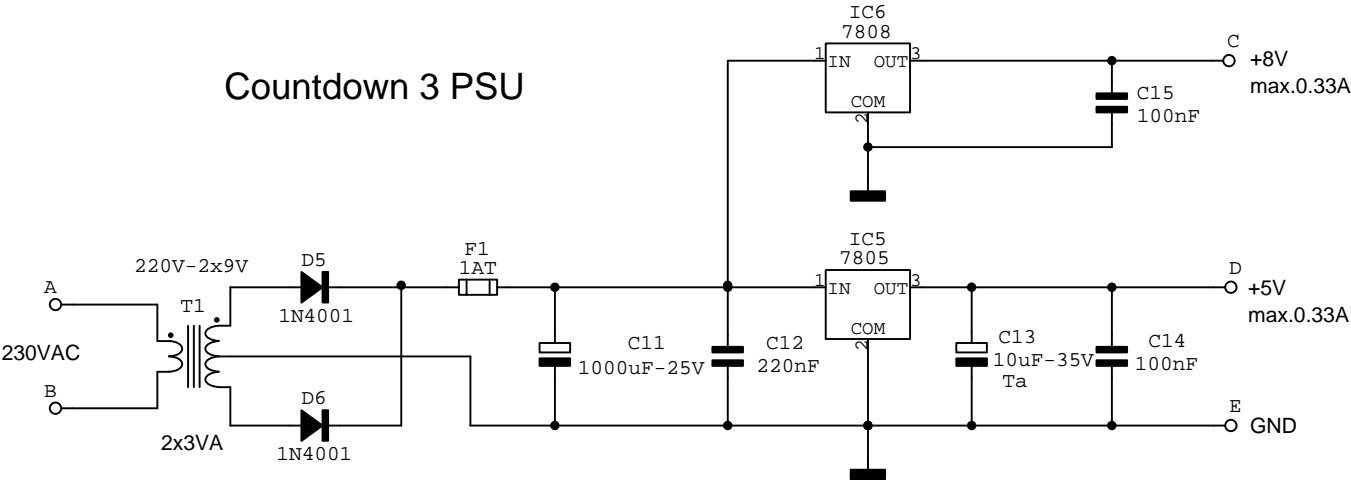 IC6
7808
1 IN OUT 3
COM
2
C
+8V
max.0.33A
C15
100nF
Countdown 3 PSU
IC5
7805
1 IN OUT 3
COM
2
220V-2x9V
D5
1N4001
F1
1AT
A
T1
230VAC
B
D6
1N4001
2x3VA
C11
1000uF-25V
C12
220nF
C13
10uF-35V
Ta
C14
100nF
D
+5V
max.0.33A
E
GND